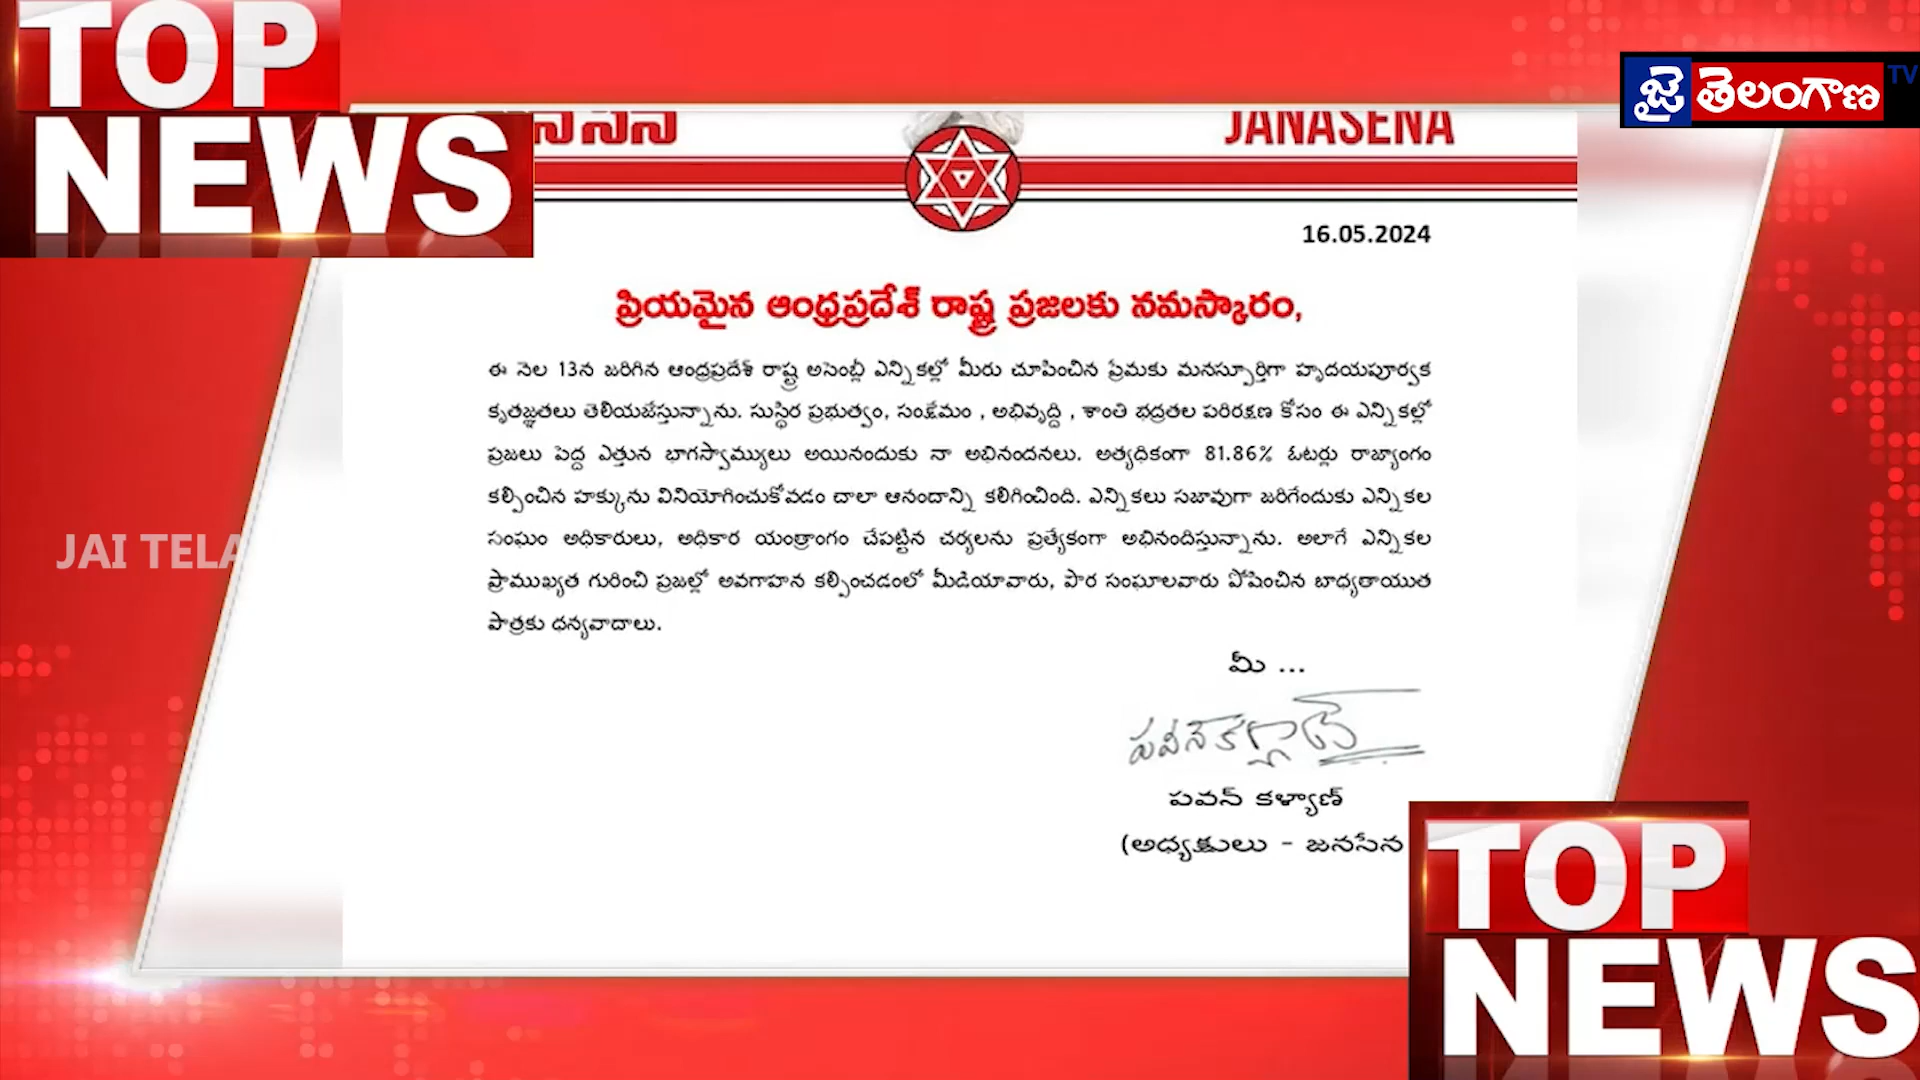 TOP
NEWS
జై తెలంగాణ TV
JANASENA
16.05.2024
ప్రియమైన ఆంధ్రప్రదేశ్ రాష్ట్ర ప్రజలకు నమస్కారం,
ఈ నెల 13న జరిగిన ఆంధ్రప్రదేశ్ రాష్ట్ర అసెంబ్లీ ఎన్నికల్లో మీరు చూపించిన ప్రేమకు మనస్ఫూర్తిగా హృదయపూర్వక
కృతజ్ఞతలు తెలియజేస్తున్నాను. సుస్థిర ప్రభుత్వం, సంక్షేమం , అభివృద్ధి , శాంతి భద్రతల పరిరక్షణ కోసం ఈ ఎన్నికల్లో
ప్రజలు పెద్ద ఎత్తున భాగస్వామ్యులు అయినందుకు నా అభినందనలు. అత్యధికంగా 81.86% ఓటర్లు రాజ్యాంగం
కల్పించిన హక్కును వినియోగించుకోవడం చాలా ఆనందాన్ని కలిగించింది. ఎన్నికలు సజావుగా జరిగేందుకు ఎన్నికల
సంఘం అధికారులు, అధికార యంత్రాంగం చేపట్టిన చర్యలను ప్రత్యేకంగా అభినందిస్తున్నాను. అలాగే ఎన్నికల
ప్రాముఖ్యత గురించి ప్రజల్లో అవగాహన కల్పించడంలో మీడియావారు, పౌర సంఘాలవారు పోషించిన బాధ్యతాయుత
పాత్రకు ధన్యవాదాలు.
JAI TELA
మీ ...
పవన్ కళ్యాణ్
పవన్ కళ్యాణ్
(అధ్యక్షులు - జనసేన
TOP
NEWS